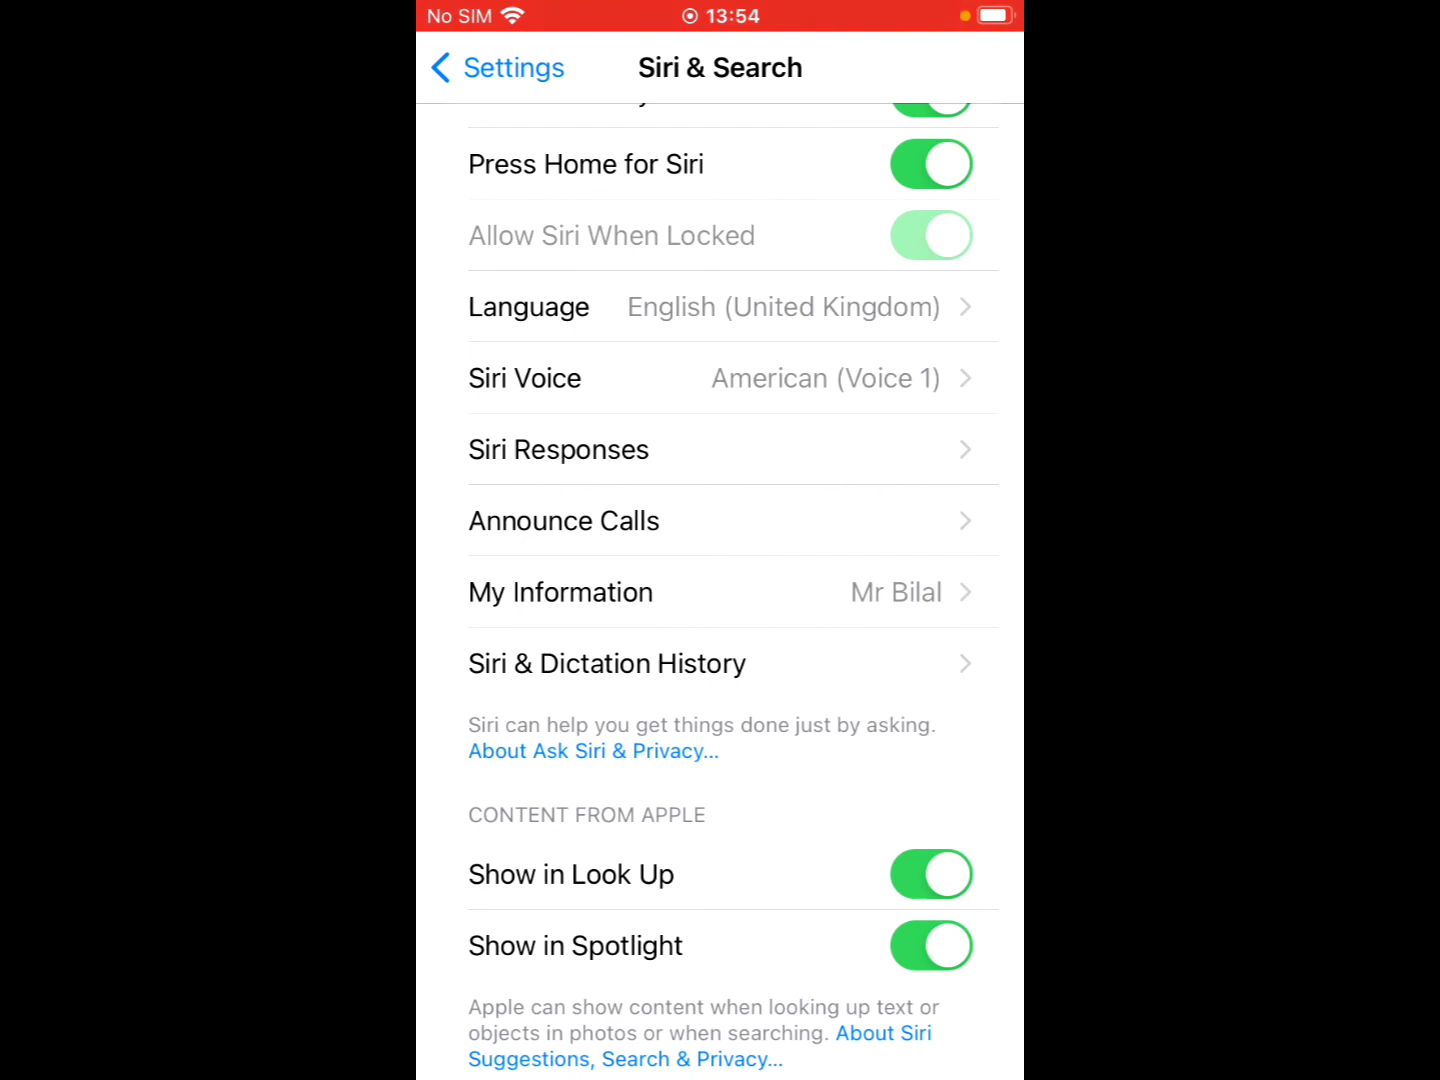 No SIM 13:54
Settings Siri & Search
Press Home for Siri
Allow Siri When Locked
Language English (United Kingdom)
Siri Voice American (Voice 1)
Siri Responses
Announce Calls
My Information Mr Bilal
Siri & Dictation History
Siri can help you get things done just by asking.
About Ask Siri & Privacy...
CONTENT FROM APPLE
Show in Look Up
Show in Spotlight
Apple can show content when looking up text or
objects in photos or when searching. About Siri
Suggestions, Search & Privacy...